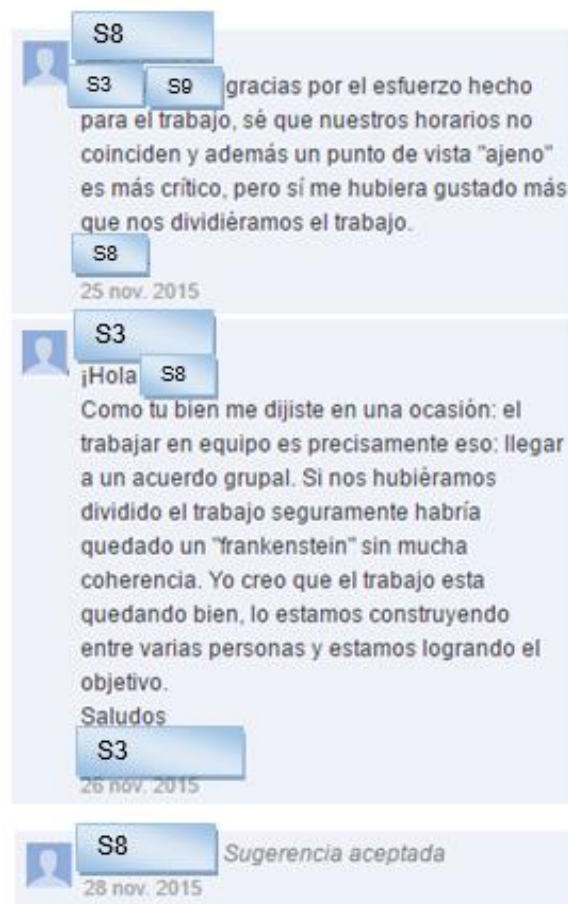 S8
S3 S9 gracias por el esfuerzo hecho
para el trabajo, sé que nuestros horarios no
coinciden y además un punto de vista "ajeno"
es más crítico, pero sí me hubiera gustado más
que nos dividiéramos el trabajo.
S8
25 nov. 2015
S3
¡Hola S8
Como tu bien me dijiste en una ocasión: el
trabajar en equipo es precisamente eso: llegar
a un acuerdo grupal. Si nos hubiéramos
dividido el trabajo seguramente habría
quedado un "frankenstein" sin mucha
coherencia. Yo creo que el trabajo esta
quedando bien, lo estamos construyendo
entre varias personas y estamos logrando el
objetivo.
Saludos
S3
26 nov. 2015
S8 Sugerencia aceptada
28 nov. 2015